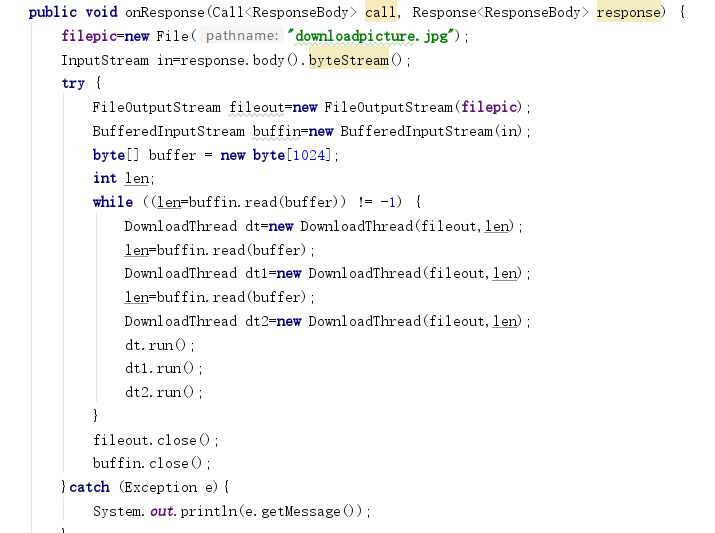 public void onResponse(Call<ResponseBody> call, Response<ResponseBody> response) {
filepic=new File( pathname: "downloadpicture.jpg");
InputStream in=response.body().byteStream();
try {
FileOutputStream fileout=new FileOutputStream(filepic);
BufferedInputStream buffin=new BufferedInputStream(in);
byte[] buffer = new byte[1024];
int len;
while ((len=buffin.read(buffer)) != -1) {
DownloadThread dt=new DownloadThread(fileout,len);
len=buffin.read(buffer);
DownloadThread dt1=new DownloadThread(fileout,len);
len=buffin.read(buffer);
DownloadThread dt2=new DownloadThread(fileout,len);
dt.run();
dt1.run();
dt2.run();
}
fileout.close();
buffin.close();
}catch (Exception e){
System.out.println(e.getMessage());
}